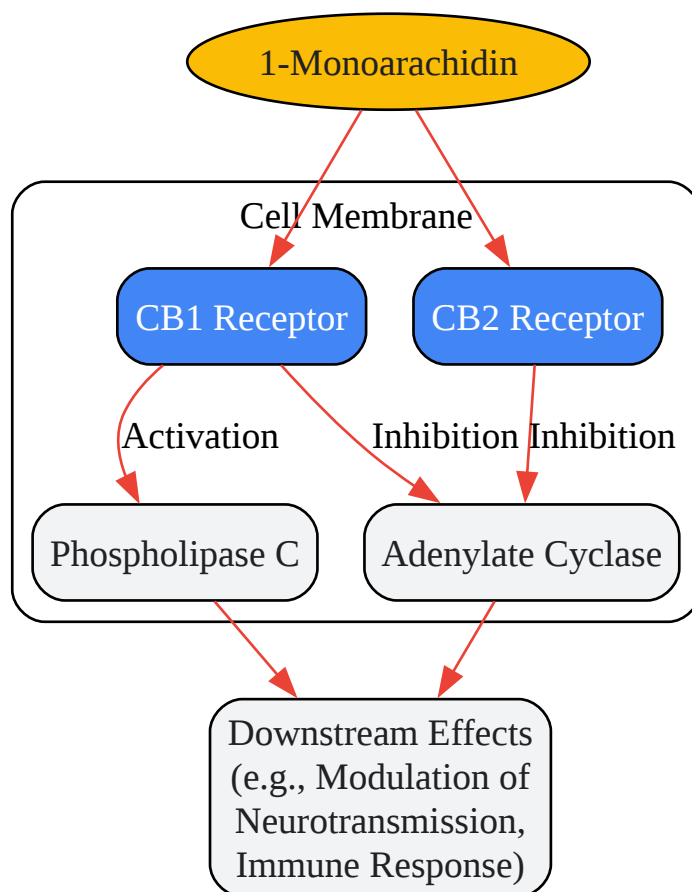 1-Monoarachidin
Cell Membrane
CB1 Receptor
CB2 Receptor
Activation
Inhibition
Inhibition
Phospholipase C
Adenylate Cyclase
Downstream Effects
(e.g., Modulation of
Neurotransmission,
Immune Response)